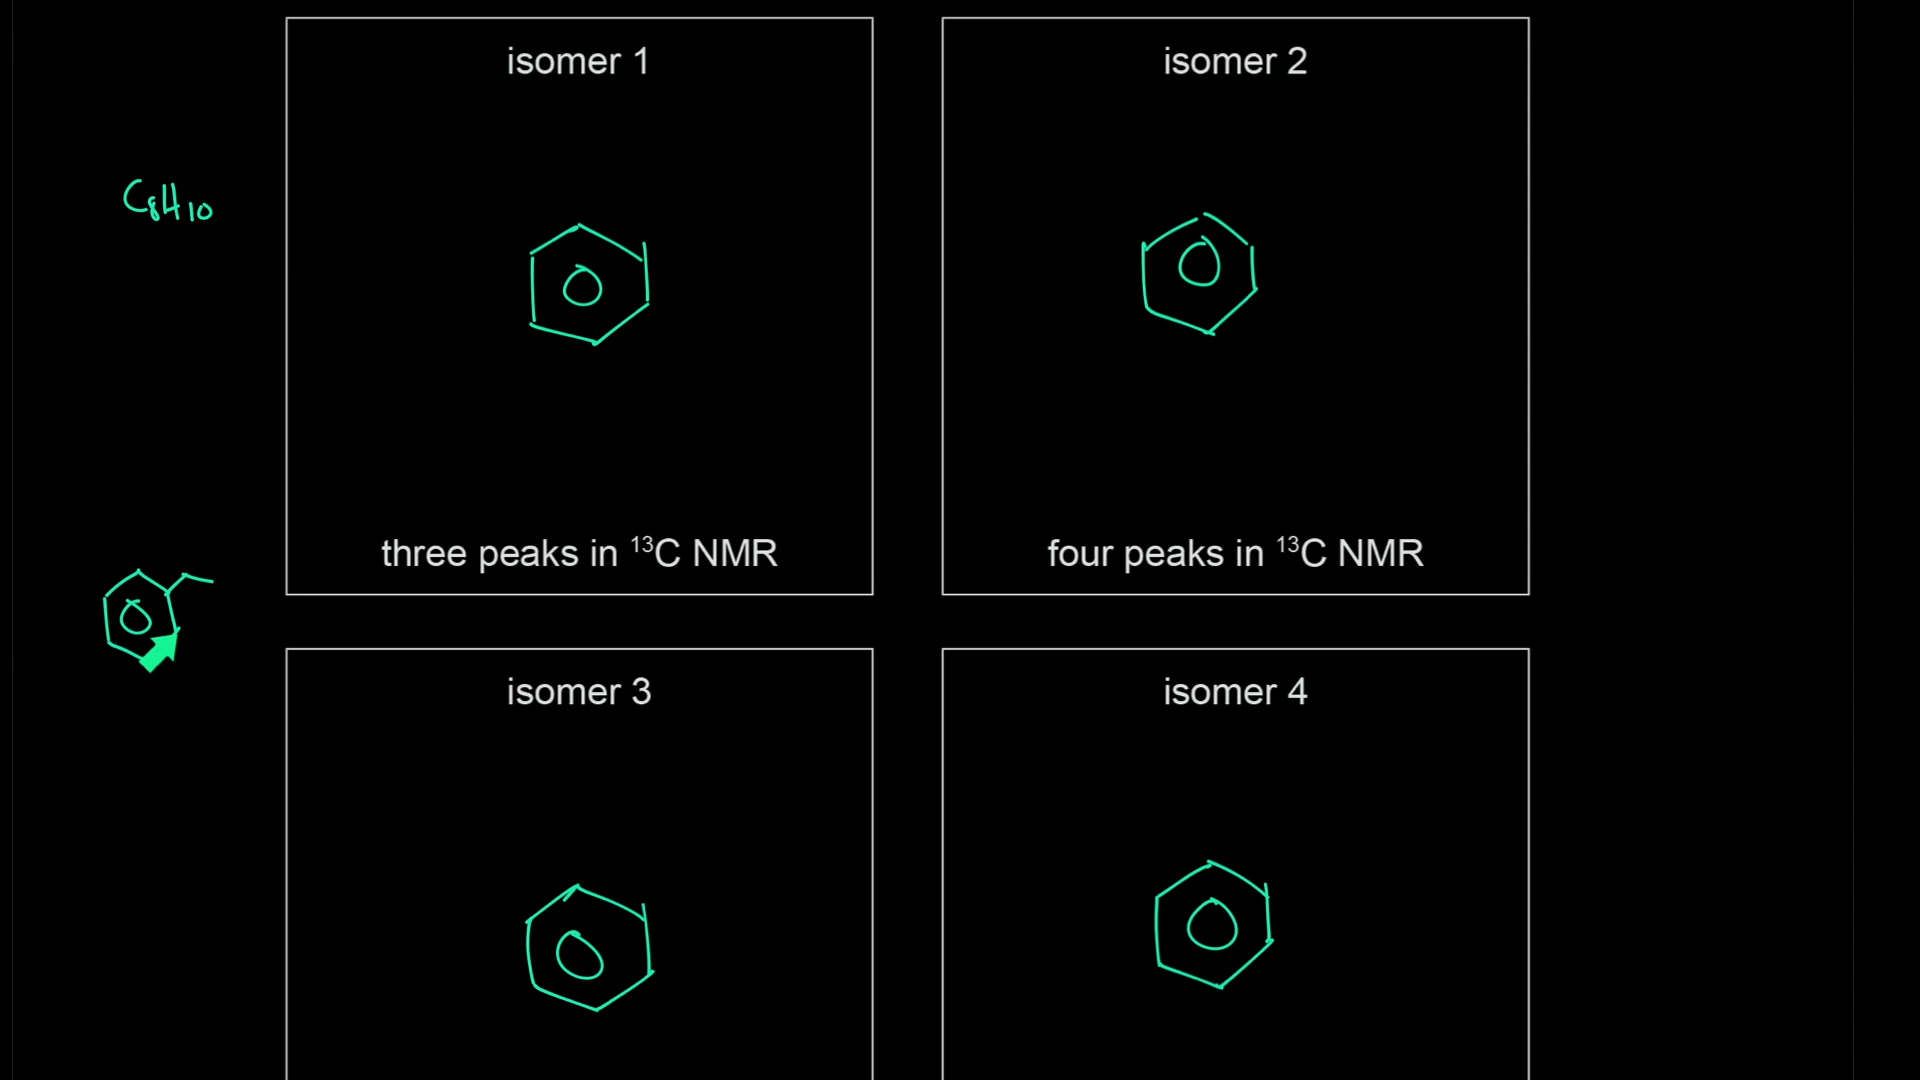 isomer 1
isomer 2
C₈H₁₀
three peaks in ¹³C NMR
four peaks in ¹³C NMR
isomer 3
isomer 4